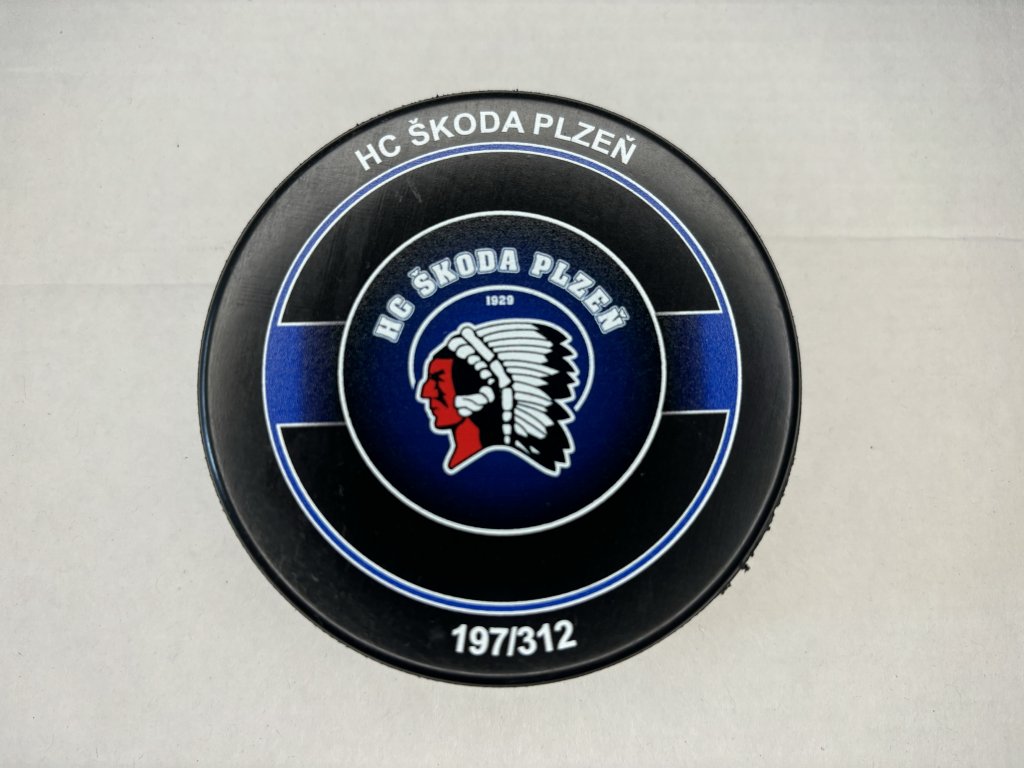 HC ŠKODA PLZEŇ
HC ŠKODA PLZEŇ
1929
197/312